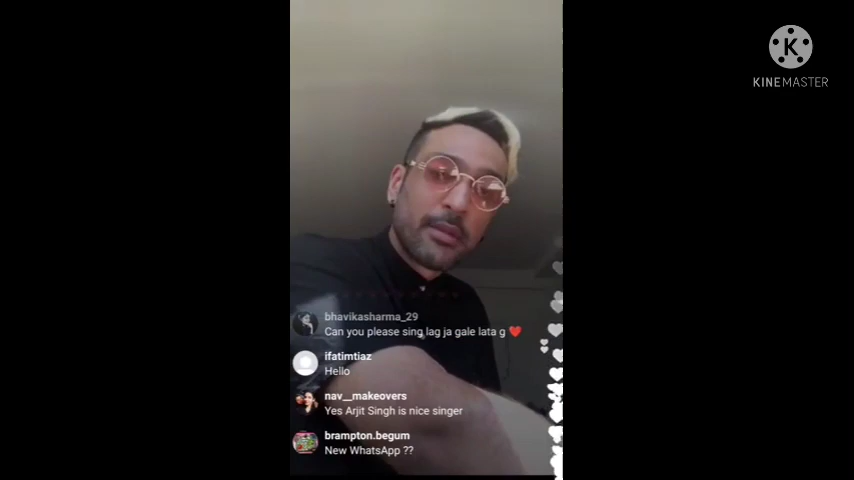 KINEMASTER
bhavikasharma_29
Can you please sing lag ja gale lata g ❤️
ifatimtiaz
Hello
nav__makeovers
Yes Arjit Singh is nice singer
brampton.begum
New WhatsApp ??